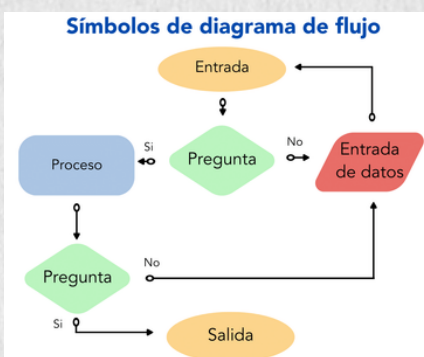 Símbolos de diagrama de flujo
Entrada
Si
No
Proceso
Pregunta
Entrada
de datos
Pregunta
No
Si
Salida